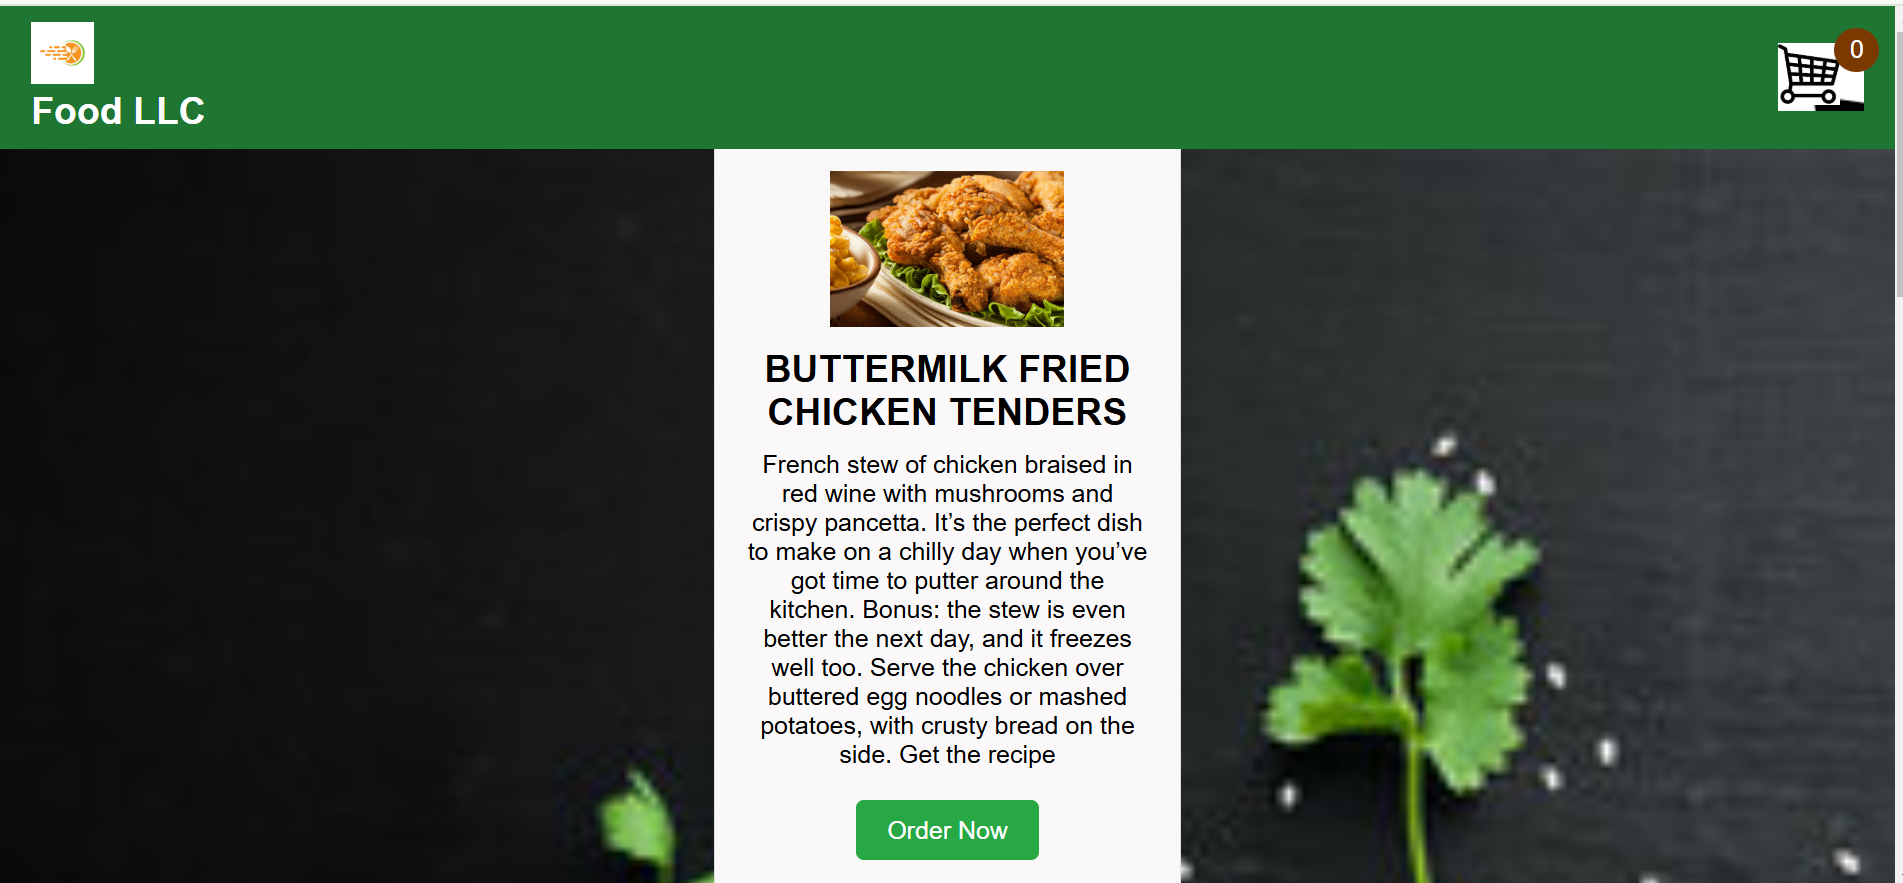 Food LLC
0
BUTTERMILK FRIED
CHICKEN TENDERS
French stew of chicken braised in
red wine with mushrooms and
crispy pancetta. It’s the perfect dish
to make on a chilly day when you’ve
got time to putter around the
kitchen. Bonus: the stew is even
better the next day, and it freezes
well too. Serve the chicken over
buttered egg noodles or mashed
potatoes, with crusty bread on the
side. Get the recipe
Order Now